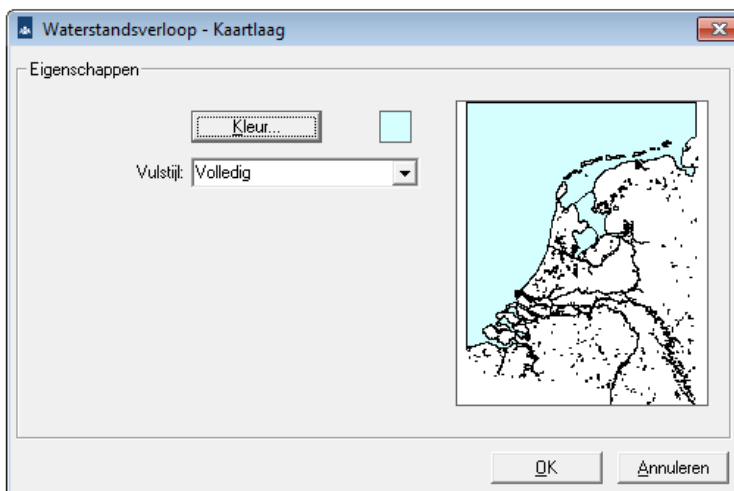 Waterstandsverloop - Kaartlaag
Eigenschappen
Kleur...
Vulstijl: Volledig
OK
Annuleren